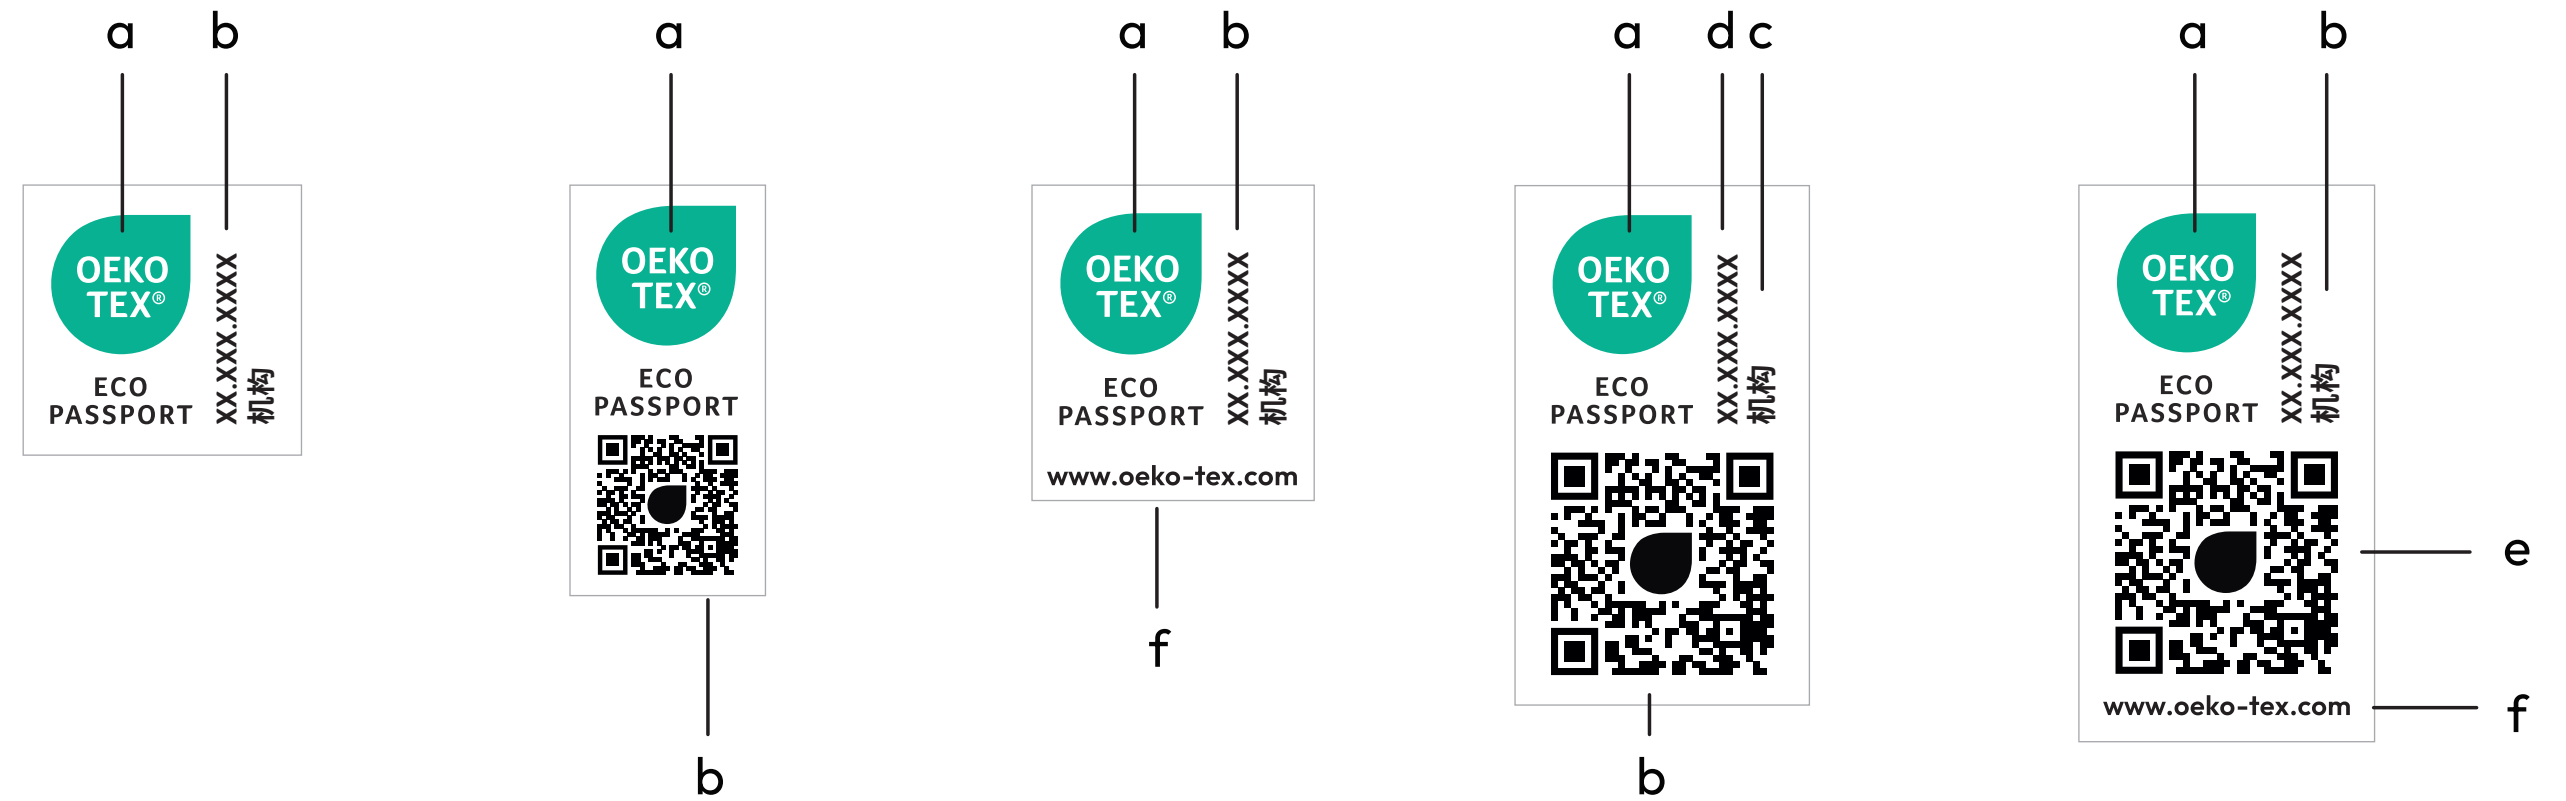 a
b
OEKO
TEX®
ECO
PASSPORT
XX.XXX.XXXX
机构
a
OEKO
TEX®
ECO
PASSPORT
b
a
b
OEKO
TEX®
ECO
PASSPORT
XX.XXX.XXXX
机构
www.oeko-tex.com
f
a
d
c
OEKO
TEX®
ECO
PASSPORT
XX.XXX.XXXX
机构
b
a
b
OEKO
TEX®
ECO
PASSPORT
XX.XXX.XXXX
机构
e
www.oeko-tex.com
f